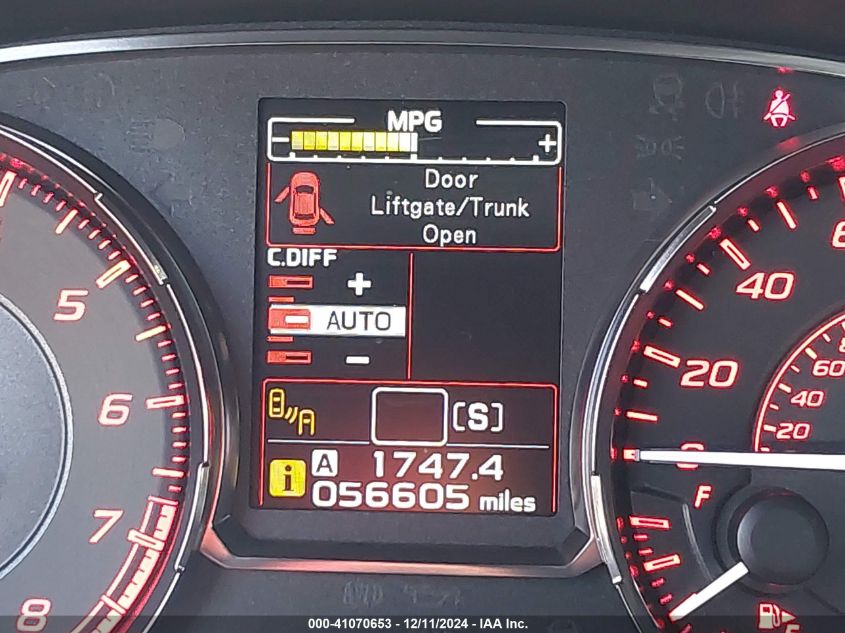 MPG
- +
Door
Liftgate/Trunk
Open
C.DIFF
+
AUTO
-
[S]
i A 1747.4
056605 miles
5
6
7
8
40
20
0
60
40
20
F
000-41070653 - 12/11/2024 - IAA Inc.